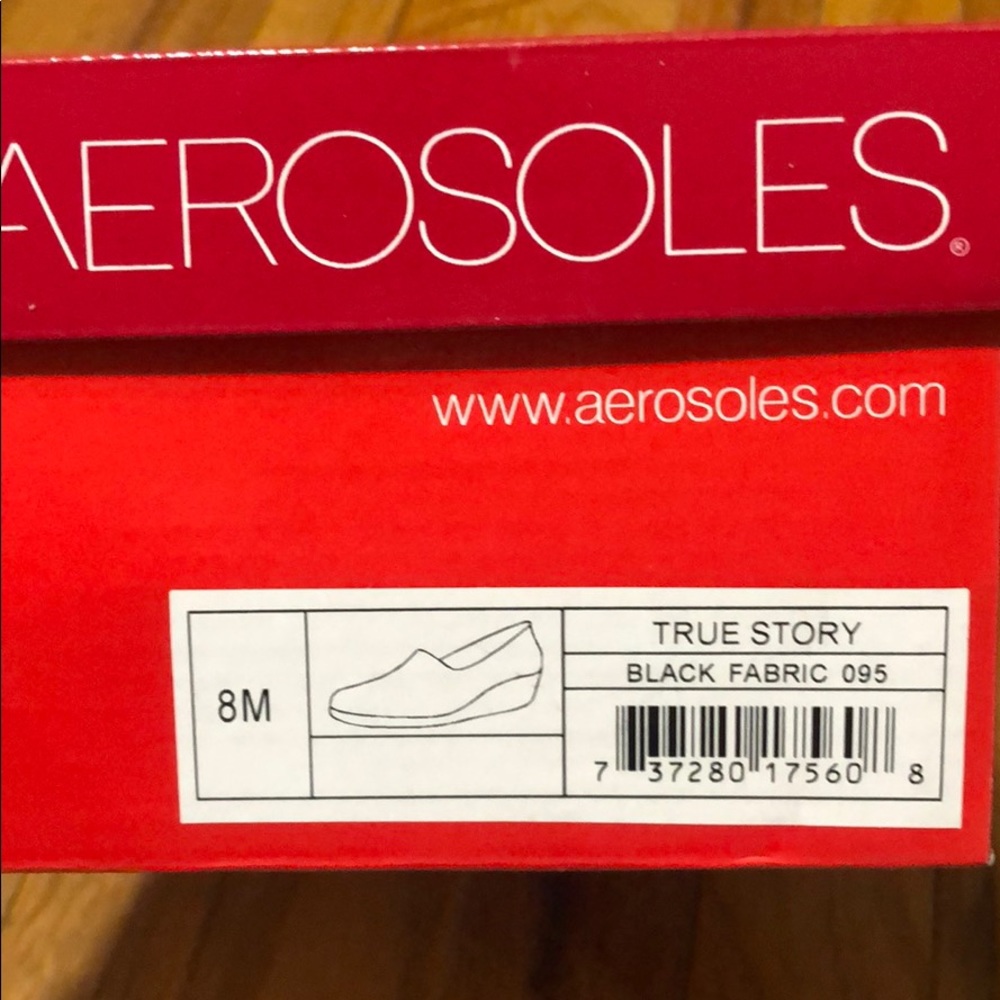 AEROSOLES®
www.aerosoles.com
8M
TRUE STORY
BLACK FABRIC 095
7 37280 17560 8